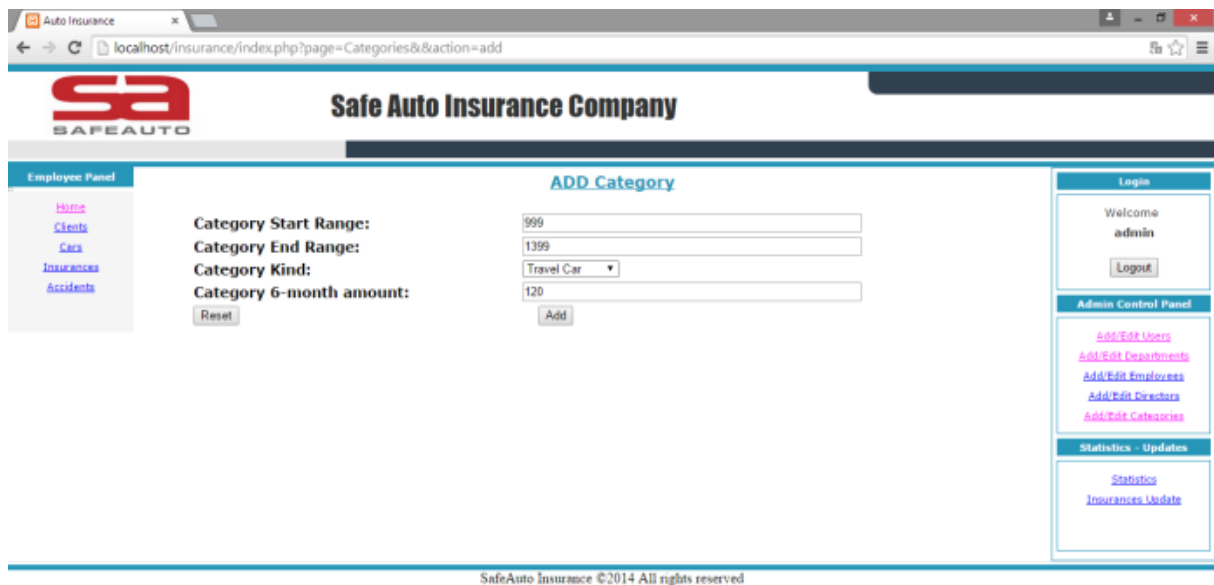 Auto Insurance
localhost/insurance/index.php?page=Categories&&action=add
sa
SAFEAUTO
Safe Auto Insurance Company
Employee Panel
Home
Clients
Cars
Insurances
Accidents
ADD Category
Category Start Range: 999
Category End Range: 1399
Category Kind: Travel Car
Category 6-month amount: 120
Reset Add
Login
Welcome
admin
Logout
Admin Control Panel
Add/Edit Users
Add/Edit Departments
Add/Edit Employees
Add/Edit Directors
Add/Edit Categories
Statistics - Updates
Statistics
Insurances Update
SafeAuto Insurance ©2014 All rights reserved